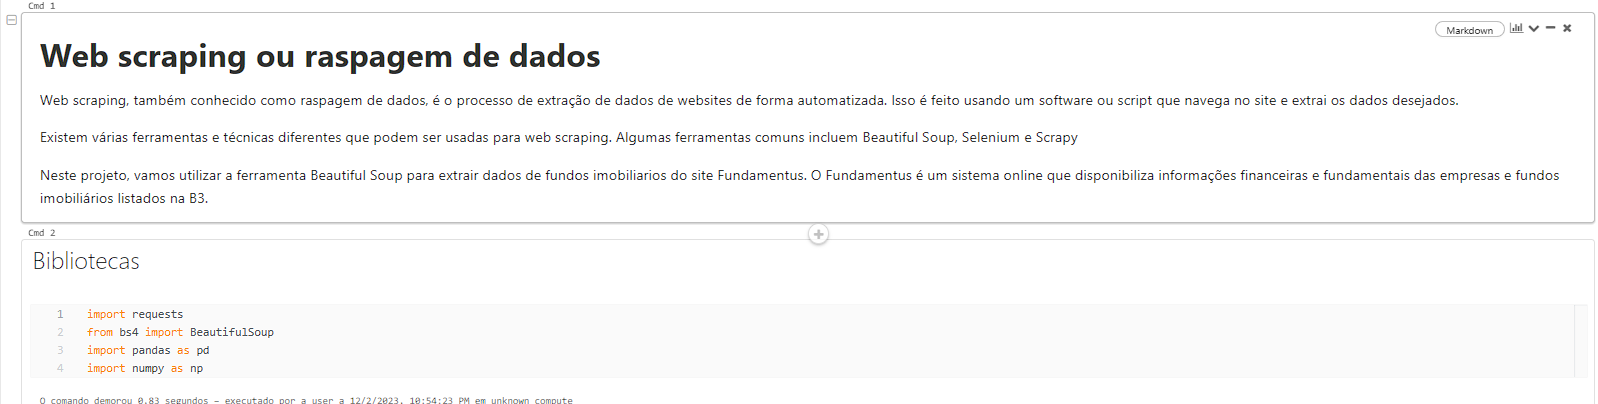 Cmd 1
Markdown
Web scraping ou raspagem de dados
Web scraping, também conhecido como raspagem de dados, é o processo de extração de dados de websites de forma automatizada. Isso é feito usando um software ou script que navega no site e extrai os dados desejados.
Existem várias ferramentas e técnicas diferentes que podem ser usadas para web scraping. Algumas ferramentas comuns incluem Beautiful Soup, Selenium e Scrapy
Neste projeto, vamos utilizar a ferramenta Beautiful Soup para extrair dados de fundos imobiliarios do site Fundamentus. O Fundamentus é um sistema online que disponibiliza informações financeiras e fundamentais das empresas e fundos
imobiliários listados na B3.
Cmd 2
Bibliotecas
1 import requests
2 from bs4 import BeautifulSoup
3 import pandas as pd
4 import numpy as np
O comando demorou 0.83 segundos – executado por a user a 12/2/2023, 10:54:23 PM em unknown compute